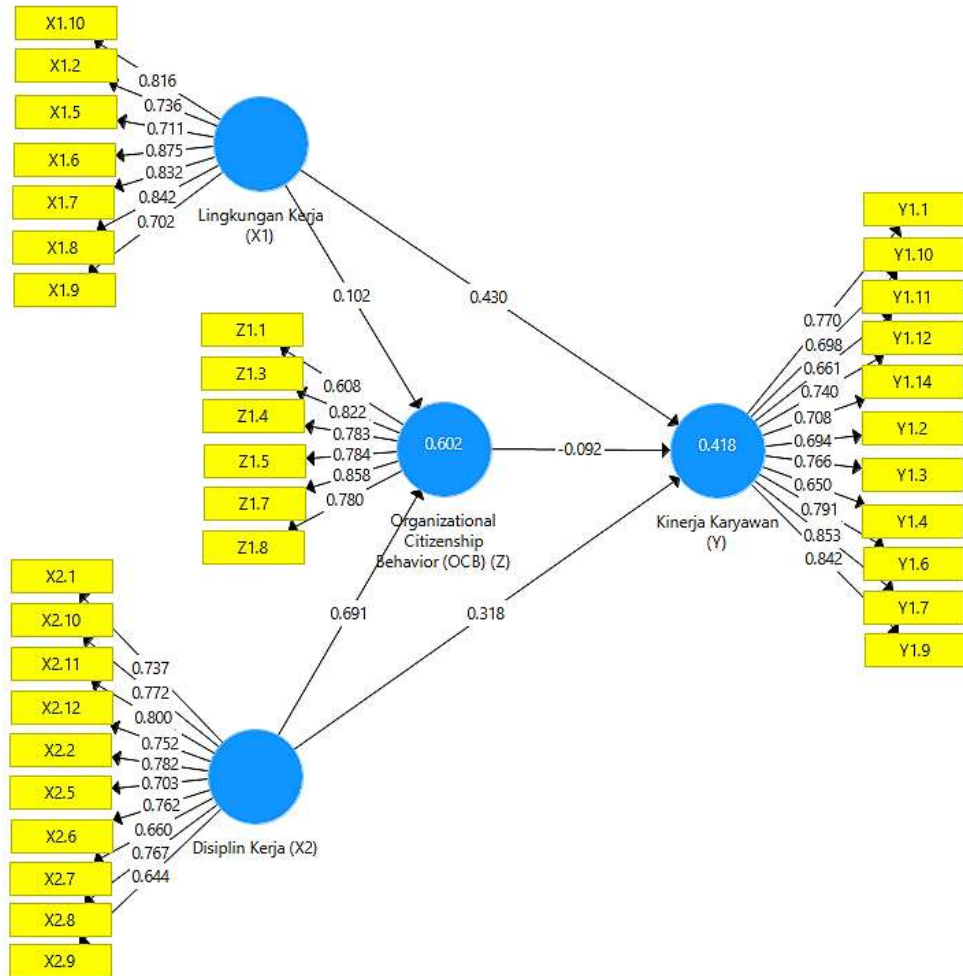 X1.10
X1.2
X1.5
X1.6
X1.7
X1.8
X1.9
0.816
0.736
0.711
0.875
0.832
0.842
0.702
Lingkungan Kerja
(X1)
0.102
0.430
Z1.1
Z1.3
Z1.4
Z1.5
Z1.7
Z1.8
0.608
0.822
0.783
0.784
0.858
0.780
0.602
Organizational
Citizenship
Behavior (OCB) (Z)
-0.092
0.418
Kinerja Karyawan
(Y)
0.770
0.698
0.661
0.740
0.708
0.694
0.766
0.650
0.791
0.853
0.842
Y1.1
Y1.10
Y1.11
Y1.12
Y1.14
Y1.2
Y1.3
Y1.4
Y1.6
Y1.7
Y1.9
0.691
0.318
X2.1
X2.10
X2.11
X2.12
X2.2
X2.5
X2.6
X2.7
X2.8
X2.9
0.737
0.772
0.800
0.752
0.782
0.703
0.762
0.660
0.767
0.644
Disiplin Kerja (X2)